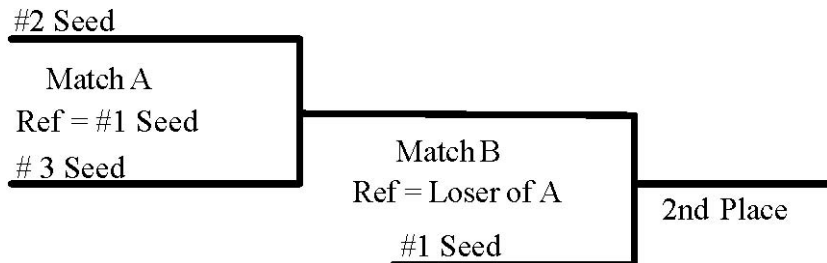 #2 Seed
Match A
Ref = #1 Seed
# 3 Seed
Match B
Ref = Loser of A
#1 Seed
2nd Place